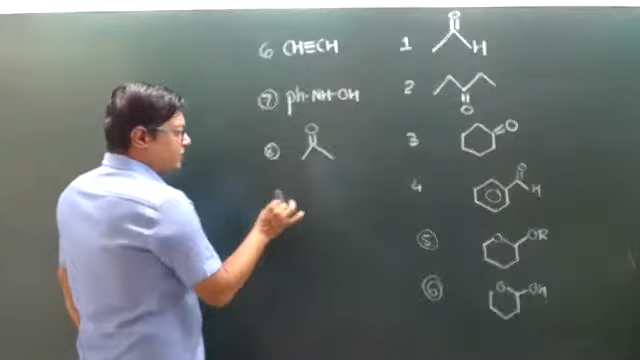 6 CH≡CH
7 ph-NH-OH
8 O
1 O H
2 O
3 O
4 O H
5 O OR
6 O OH